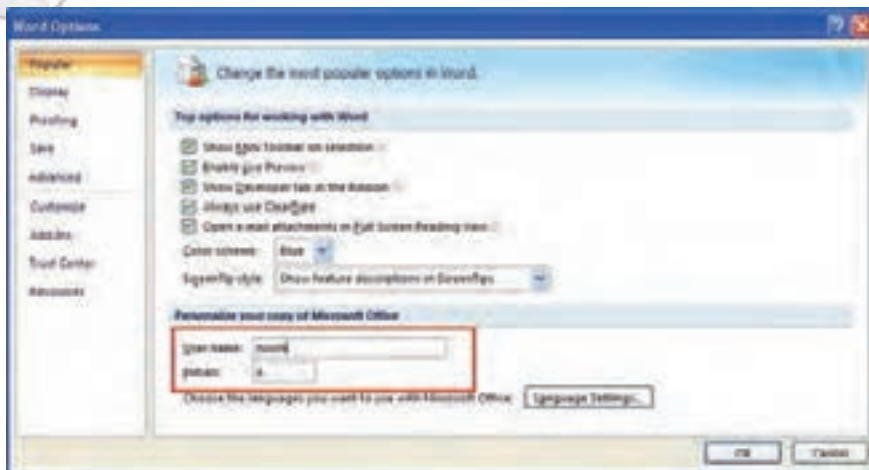 Word Options
Popular
Display
Proofing
Save
Advanced
Customize
Add-Ins
Trust Center
Resources
Change the most popular options in Word.
Top options for working with Word
Show Mini Toolbar on selection
Enable Live Preview
Show Developer tab in the Ribbon
Always use ClearType
Open e-mail attachments in Full Screen Reading view
Color scheme: Blue
ScreenTip style: Show feature descriptions in ScreenTips
Personalize your copy of Microsoft Office
User name:
Initials:
Choose the languages you want to use with Microsoft Office: Language Settings...
OK Cancel